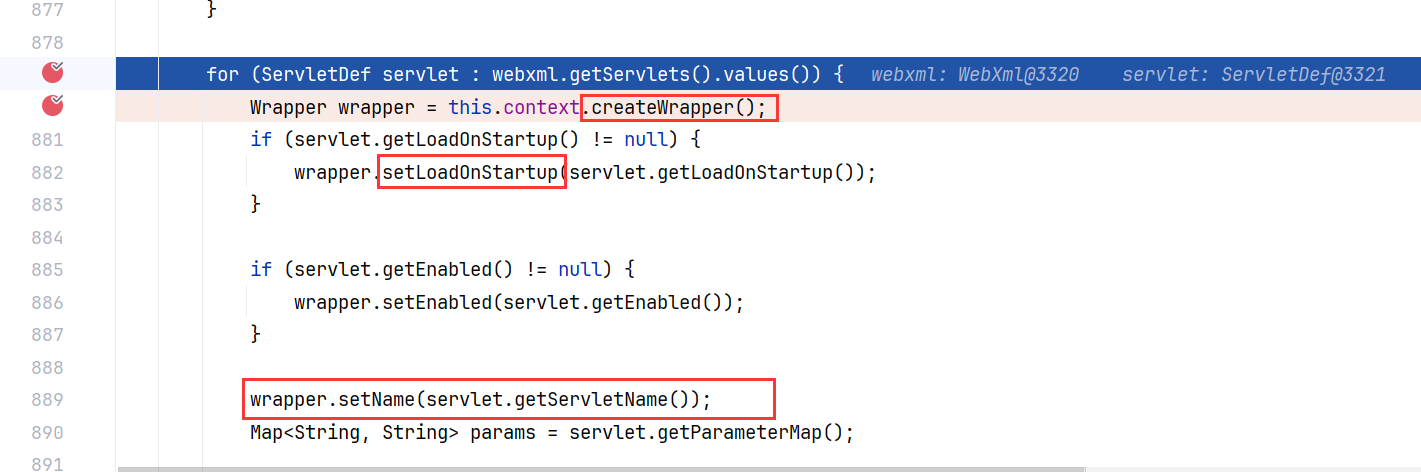 877 }
878
for (ServletDef servlet : webxml.getServlets().values()) { webxml: WebXml@3320 servlet: ServletDef@3321
Wrapper wrapper = this.context.createWrapper();
881 if (servlet.getLoadOnStartup() != null) {
882 wrapper.setLoadOnStartup(servlet.getLoadOnStartup());
883 }
884
885 if (servlet.getEnabled() != null) {
886 wrapper.setEnabled(servlet.getEnabled());
887 }
888
889 wrapper.setName(servlet.getServletName());
890 Map<String, String> params = servlet.getParameterMap();
891